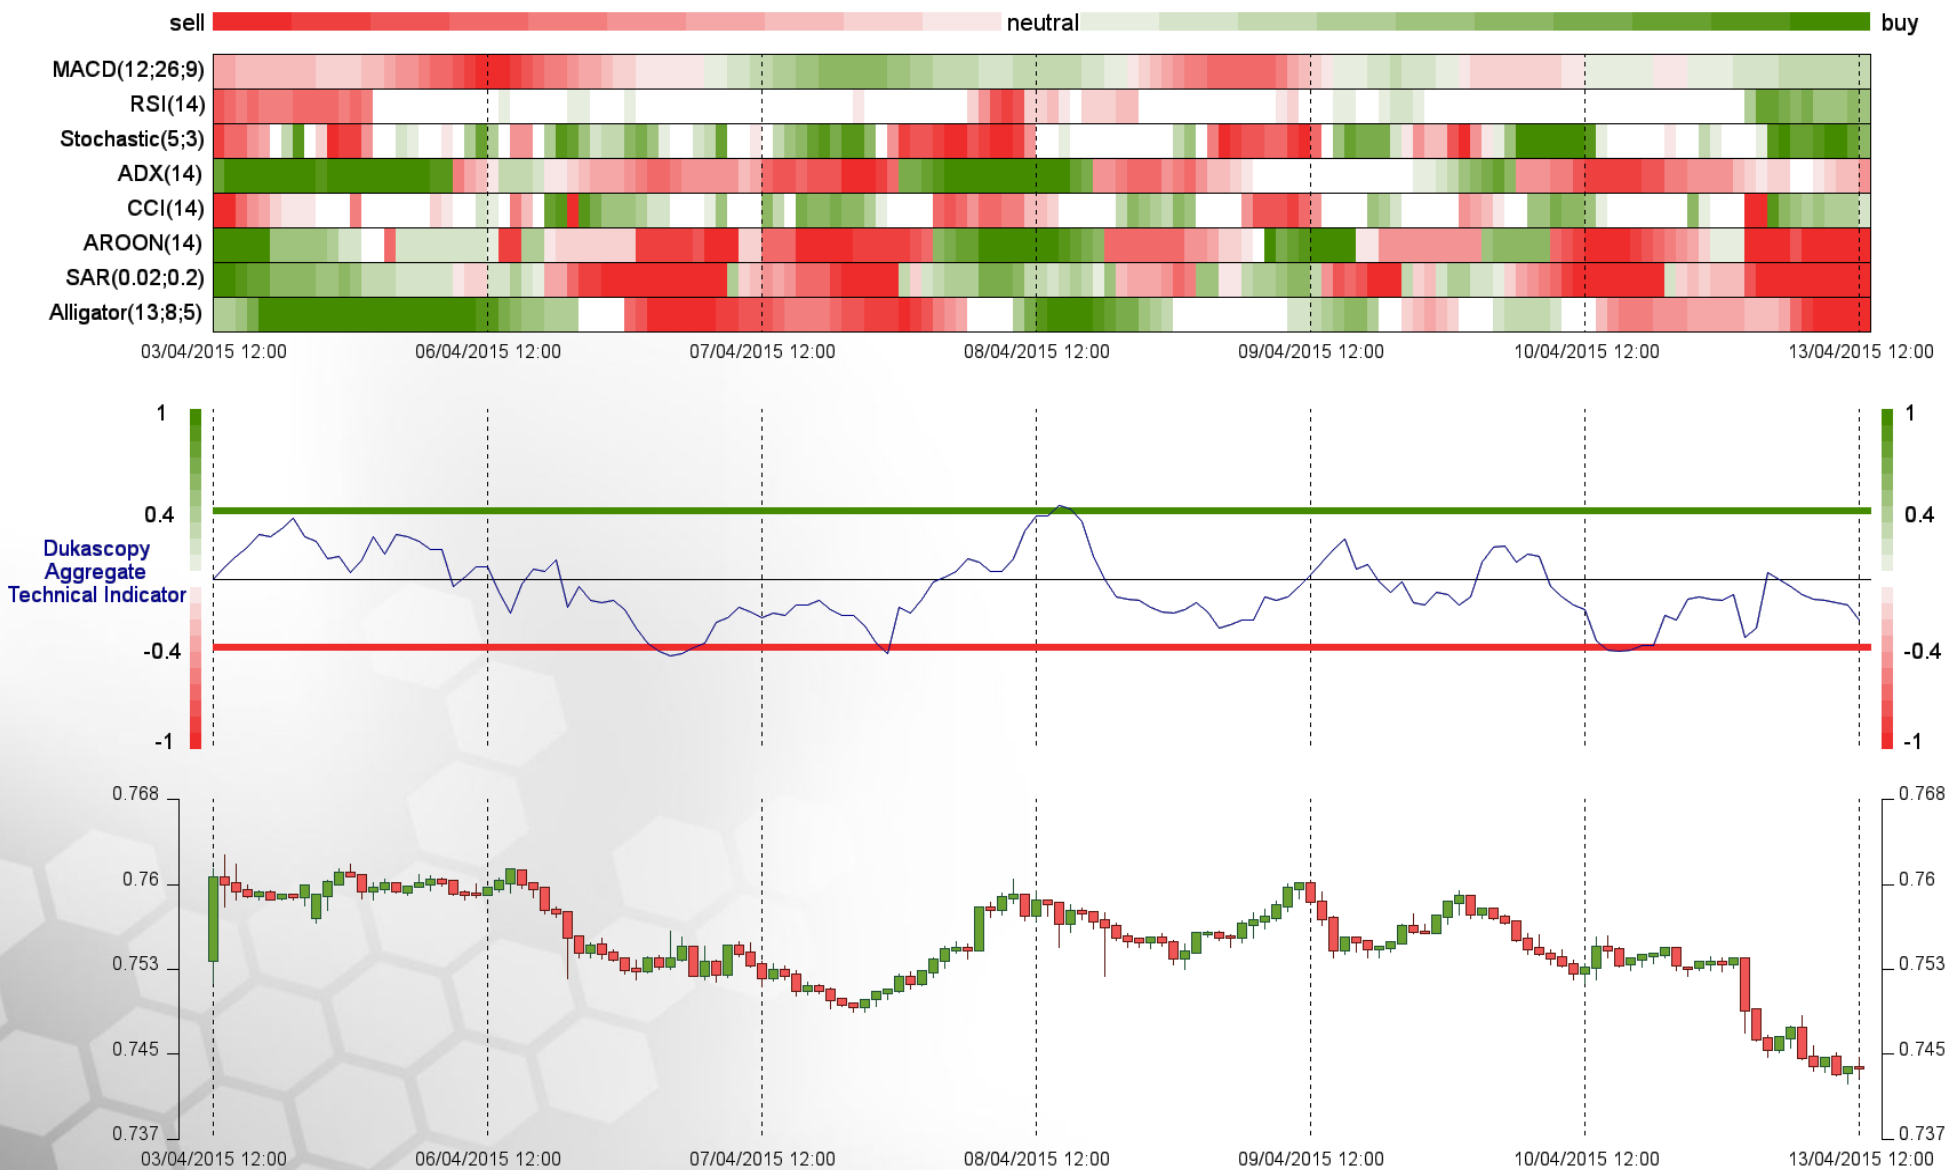 sell neutral buy
MACD(12;26;9)
RSI(14)
Stochastic(5;3)
ADX(14)
CCI(14)
AROON(14)
SAR(0.02;0.2)
Alligator(13;8;5)
03/04/2015 12:00 06/04/2015 12:00 07/04/2015 12:00 08/04/2015 12:00 09/04/2015 12:00 10/04/2015 12:00 13/04/2015 12:00
1 1
0.4 0.4
Dukascopy
Aggregate
Technical Indicator
-0.4 -0.4
-1 -1
0.768 0.768
0.76 0.76
0.753 0.753
0.745 0.745
0.737 0.737
03/04/2015 12:00 06/04/2015 12:00 07/04/2015 12:00 08/04/2015 12:00 09/04/2015 12:00 10/04/2015 12:00 13/04/2015 12:00